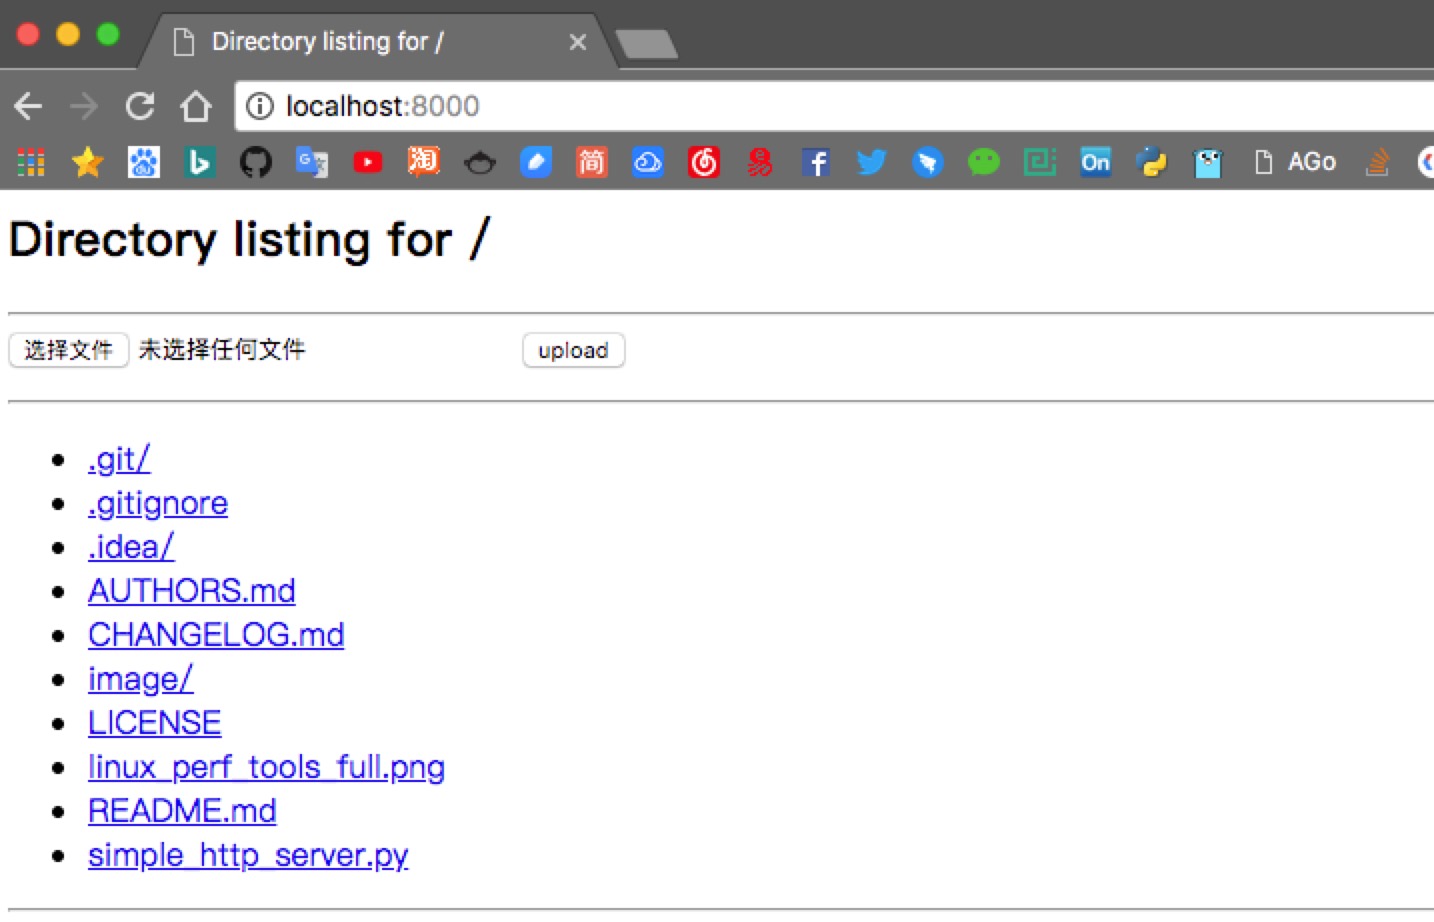 Directory listing for /
localhost:8000
简 On AGo
Directory listing for /
选择文件 未选择任何文件 upload
.git/
.gitignore
.idea/
AUTHORS.md
CHANGELOG.md
image/
LICENSE
linux_perf_tools_full.png
README.md
simple_http_server.py